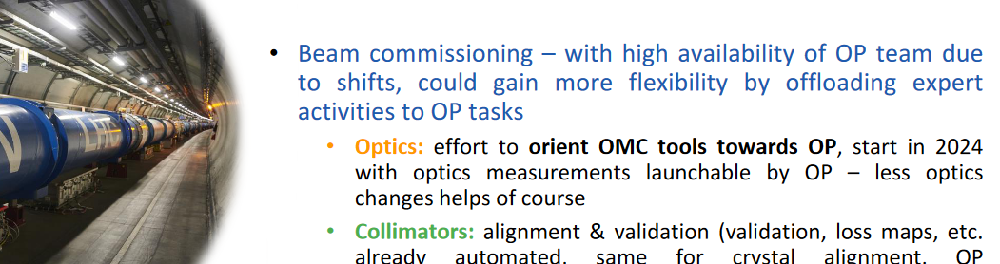 • Beam commissioning – with high availability of OP team due
to shifts, could gain more flexibility by offloading expert
activities to OP tasks
• Optics: effort to orient OMC tools towards OP, start in 2024
with optics measurements launchable by OP – less optics
changes helps of course
• Collimators: alignment & validation (validation, loss maps, etc.
already automated, same for crystal alignment, OP
LHC
N